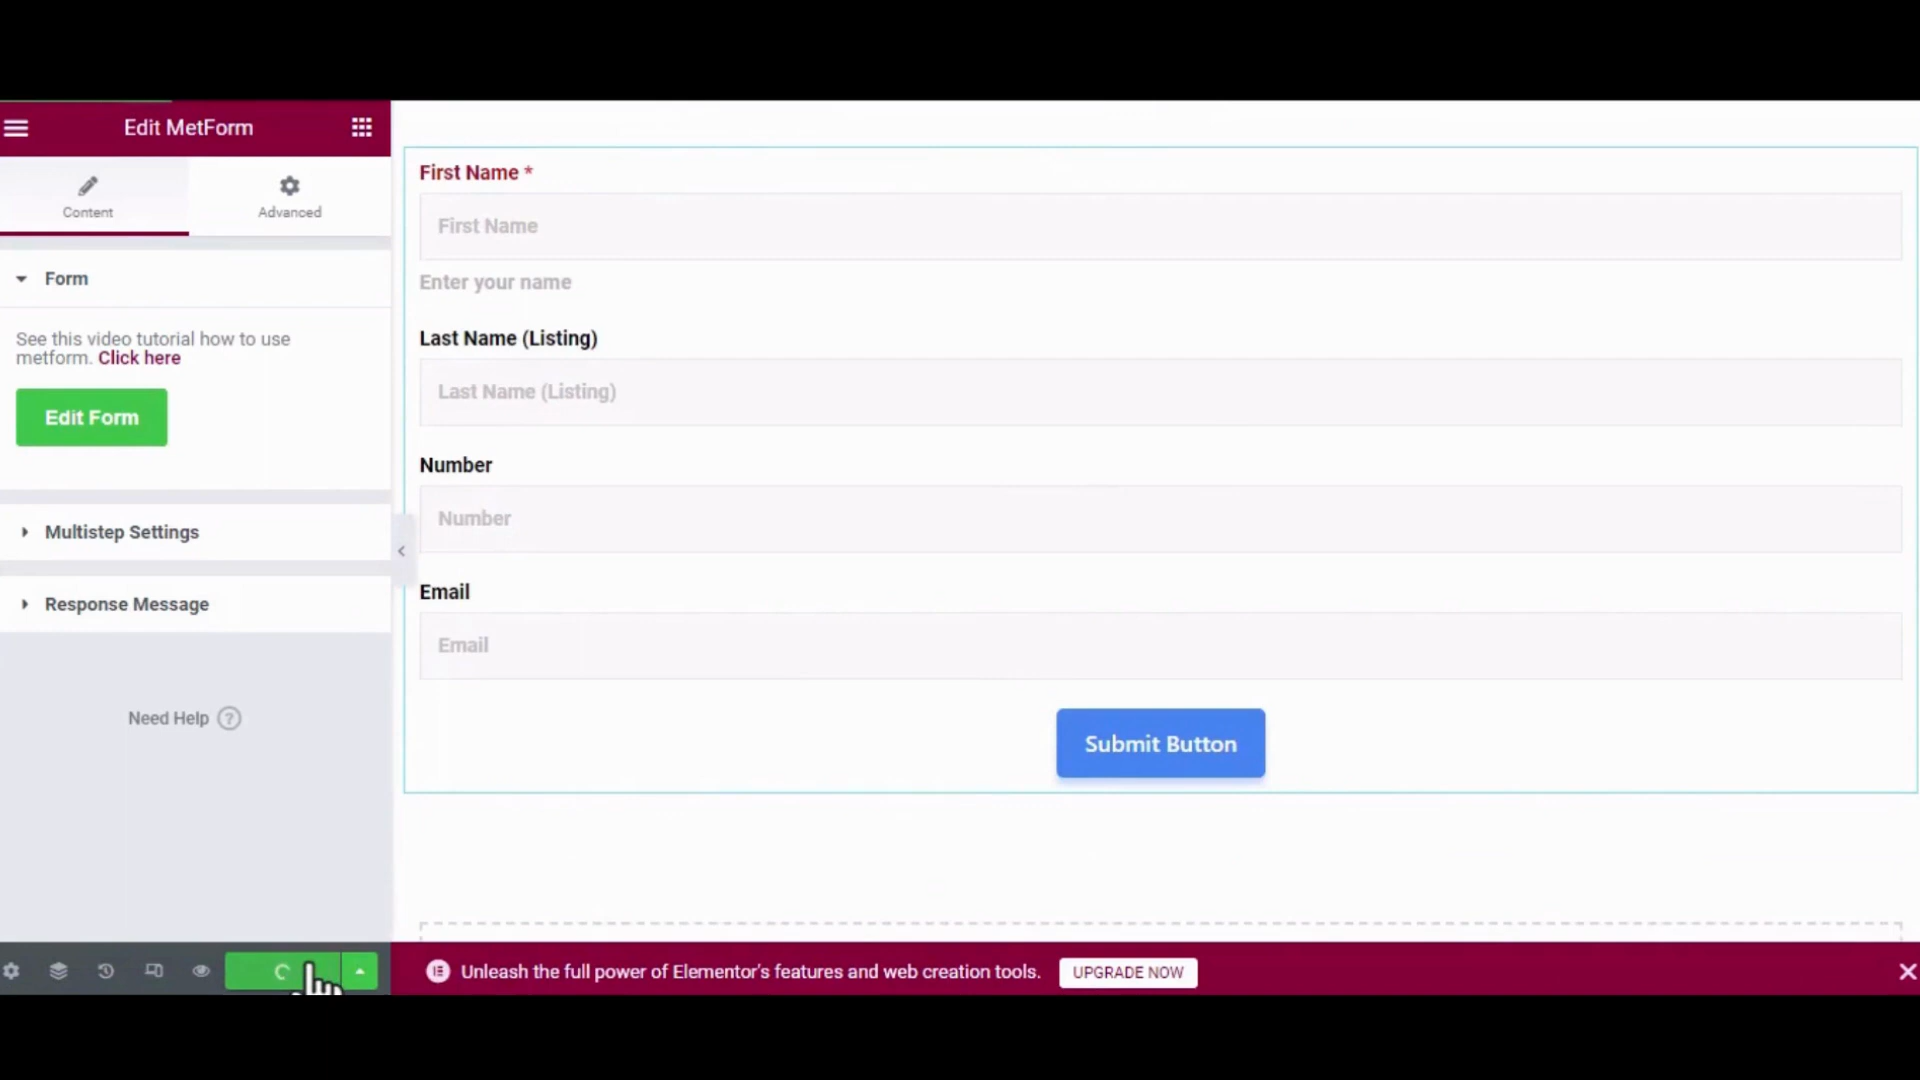 Edit MetForm
Content
Advanced
Form
See this video tutorial how to use
metform. Click here
Edit Form
Multistep Settings
Response Message
Need Help ?
First Name *
First Name
Enter your name
Last Name (Listing)
Last Name (Listing)
Number
Number
Email
Email
Submit Button
Unleash the full power of Elementor's features and web creation tools.
UPGRADE NOW